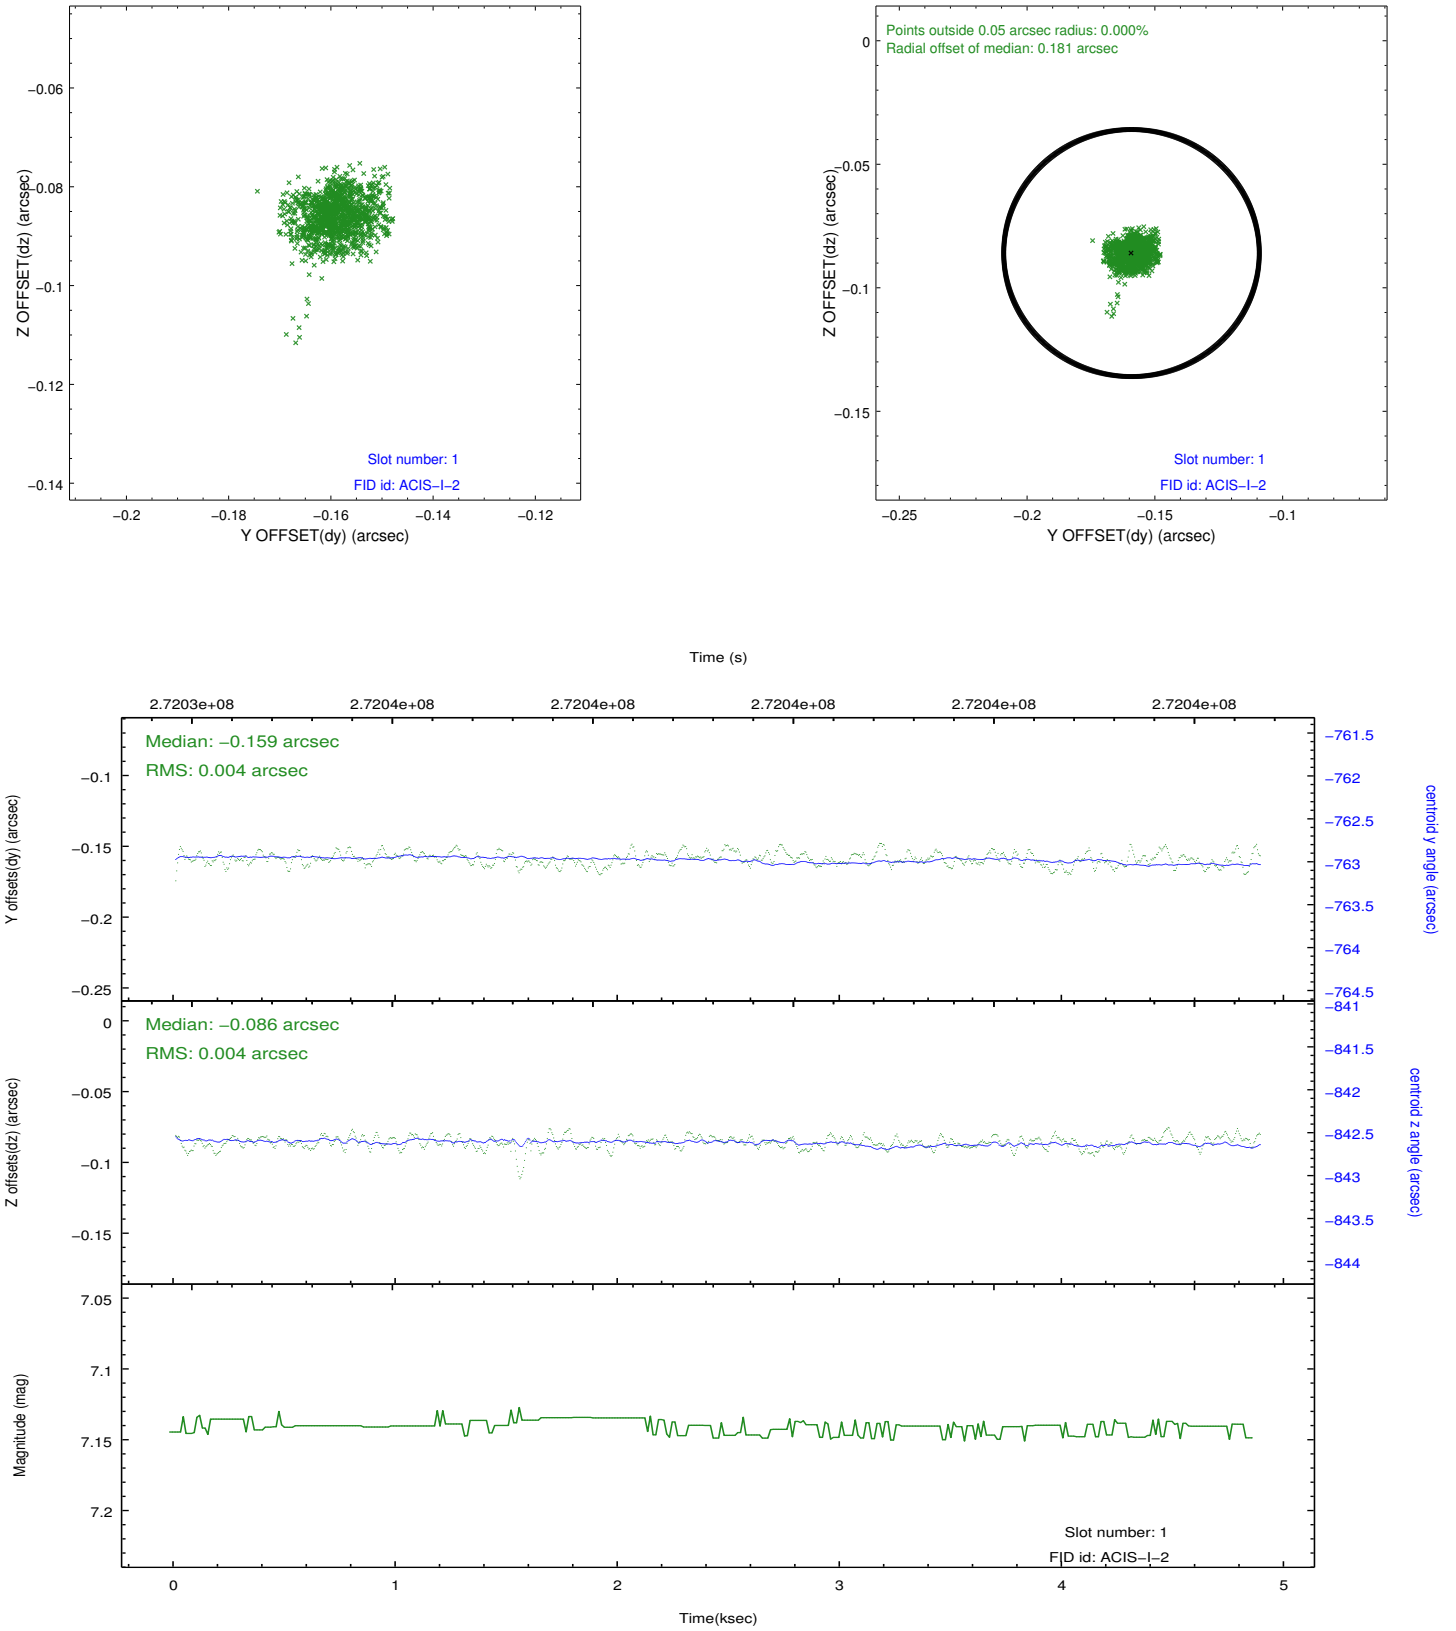 −0.06
−0.08
−0.1
−0.12
−0.14
Z OFFSET(dz) (arcsec)
Slot number: 1
FID id: ACIS−I−2
−0.2
−0.18
−0.16
−0.14
−0.12
Y OFFSET(dy) (arcsec)
Points outside 0.05 arcsec radius: 0.000%
Radial offset of median: 0.181 arcsec
0
−0.05
−0.1
−0.15
Z OFFSET(dz) (arcsec)
Slot number: 1
FID id: ACIS−I−2
−0.25
−0.2
−0.15
−0.1
Y OFFSET(dy) (arcsec)
Time (s)
2.7203e+08
2.7204e+08
2.7204e+08
2.7204e+08
2.7204e+08
2.7204e+08
Median: −0.159 arcsec
RMS: 0.004 arcsec
−0.1
−0.15
−0.2
−0.25
Y offsets(dy) (arcsec)
−761.5
−762
−762.5
−763
−763.5
−764
−764.5
centroid y angle (arcsec)
Median: −0.086 arcsec
RMS: 0.004 arcsec
0
−0.05
−0.1
−0.15
Z offsets(dz) (arcsec)
−841
−841.5
−842
−842.5
−843
−843.5
−844
centroid z angle (arcsec)
7.05
7.1
7.15
7.2
Magnitude (mag)
Slot number: 1
FID id: ACIS−I−2
0
1
2
3
4
5
Time(ksec)